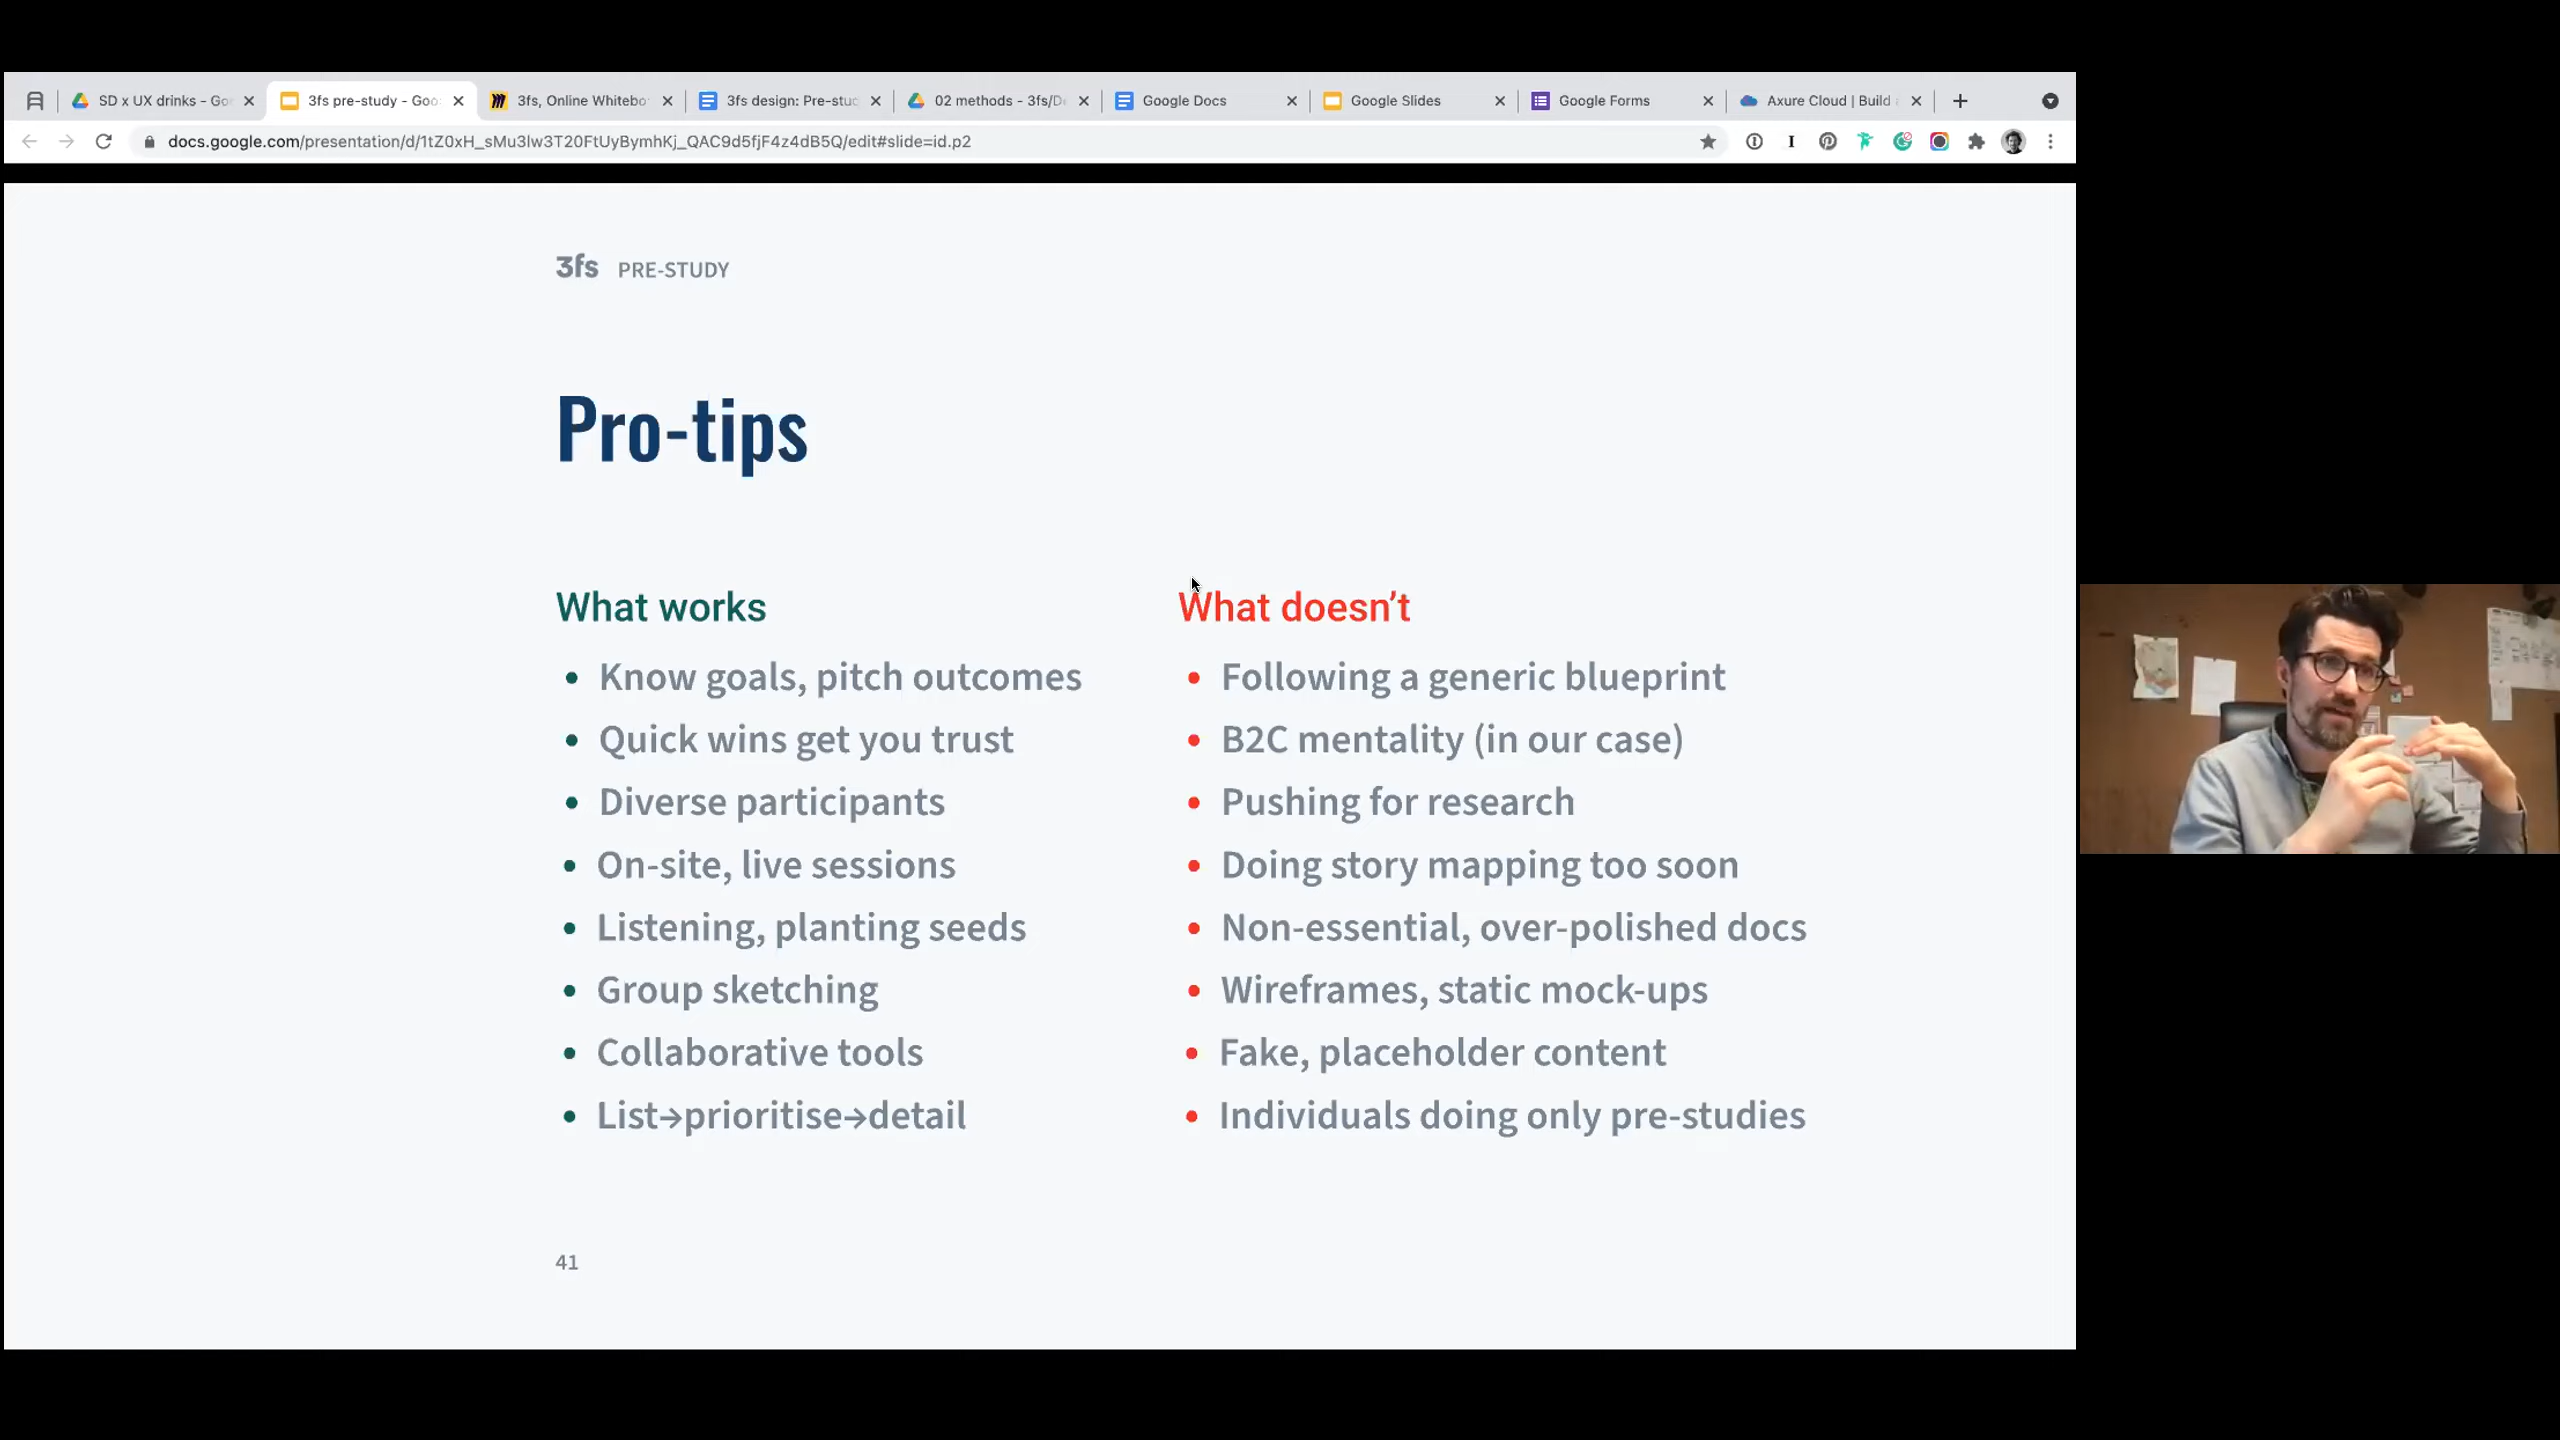 SD x UX drinks - Go
3fs pre-study - Goo
3fs, Online Whitebo
3fs design: Pre-stud
02 methods - 3fs/De
Google Docs
Google Slides
Google Forms
Axure Cloud | Build
docs.google.com/presentation/d/1tZ0xH_sMu3lw3T20FtUyBymhKj_QAC9d5fjF4z4dB5Q/edit#slide=id.p2
3fs PRE-STUDY
Pro-tips
What works
• Know goals, pitch outcomes
• Quick wins get you trust
• Diverse participants
• On-site, live sessions
• Listening, planting seeds
• Group sketching
• Collaborative tools
• List→prioritise→detail
What doesn’t
• Following a generic blueprint
• B2C mentality (in our case)
• Pushing for research
• Doing story mapping too soon
• Non-essential, over-polished docs
• Wireframes, static mock-ups
• Fake, placeholder content
• Individuals doing only pre-studies
41